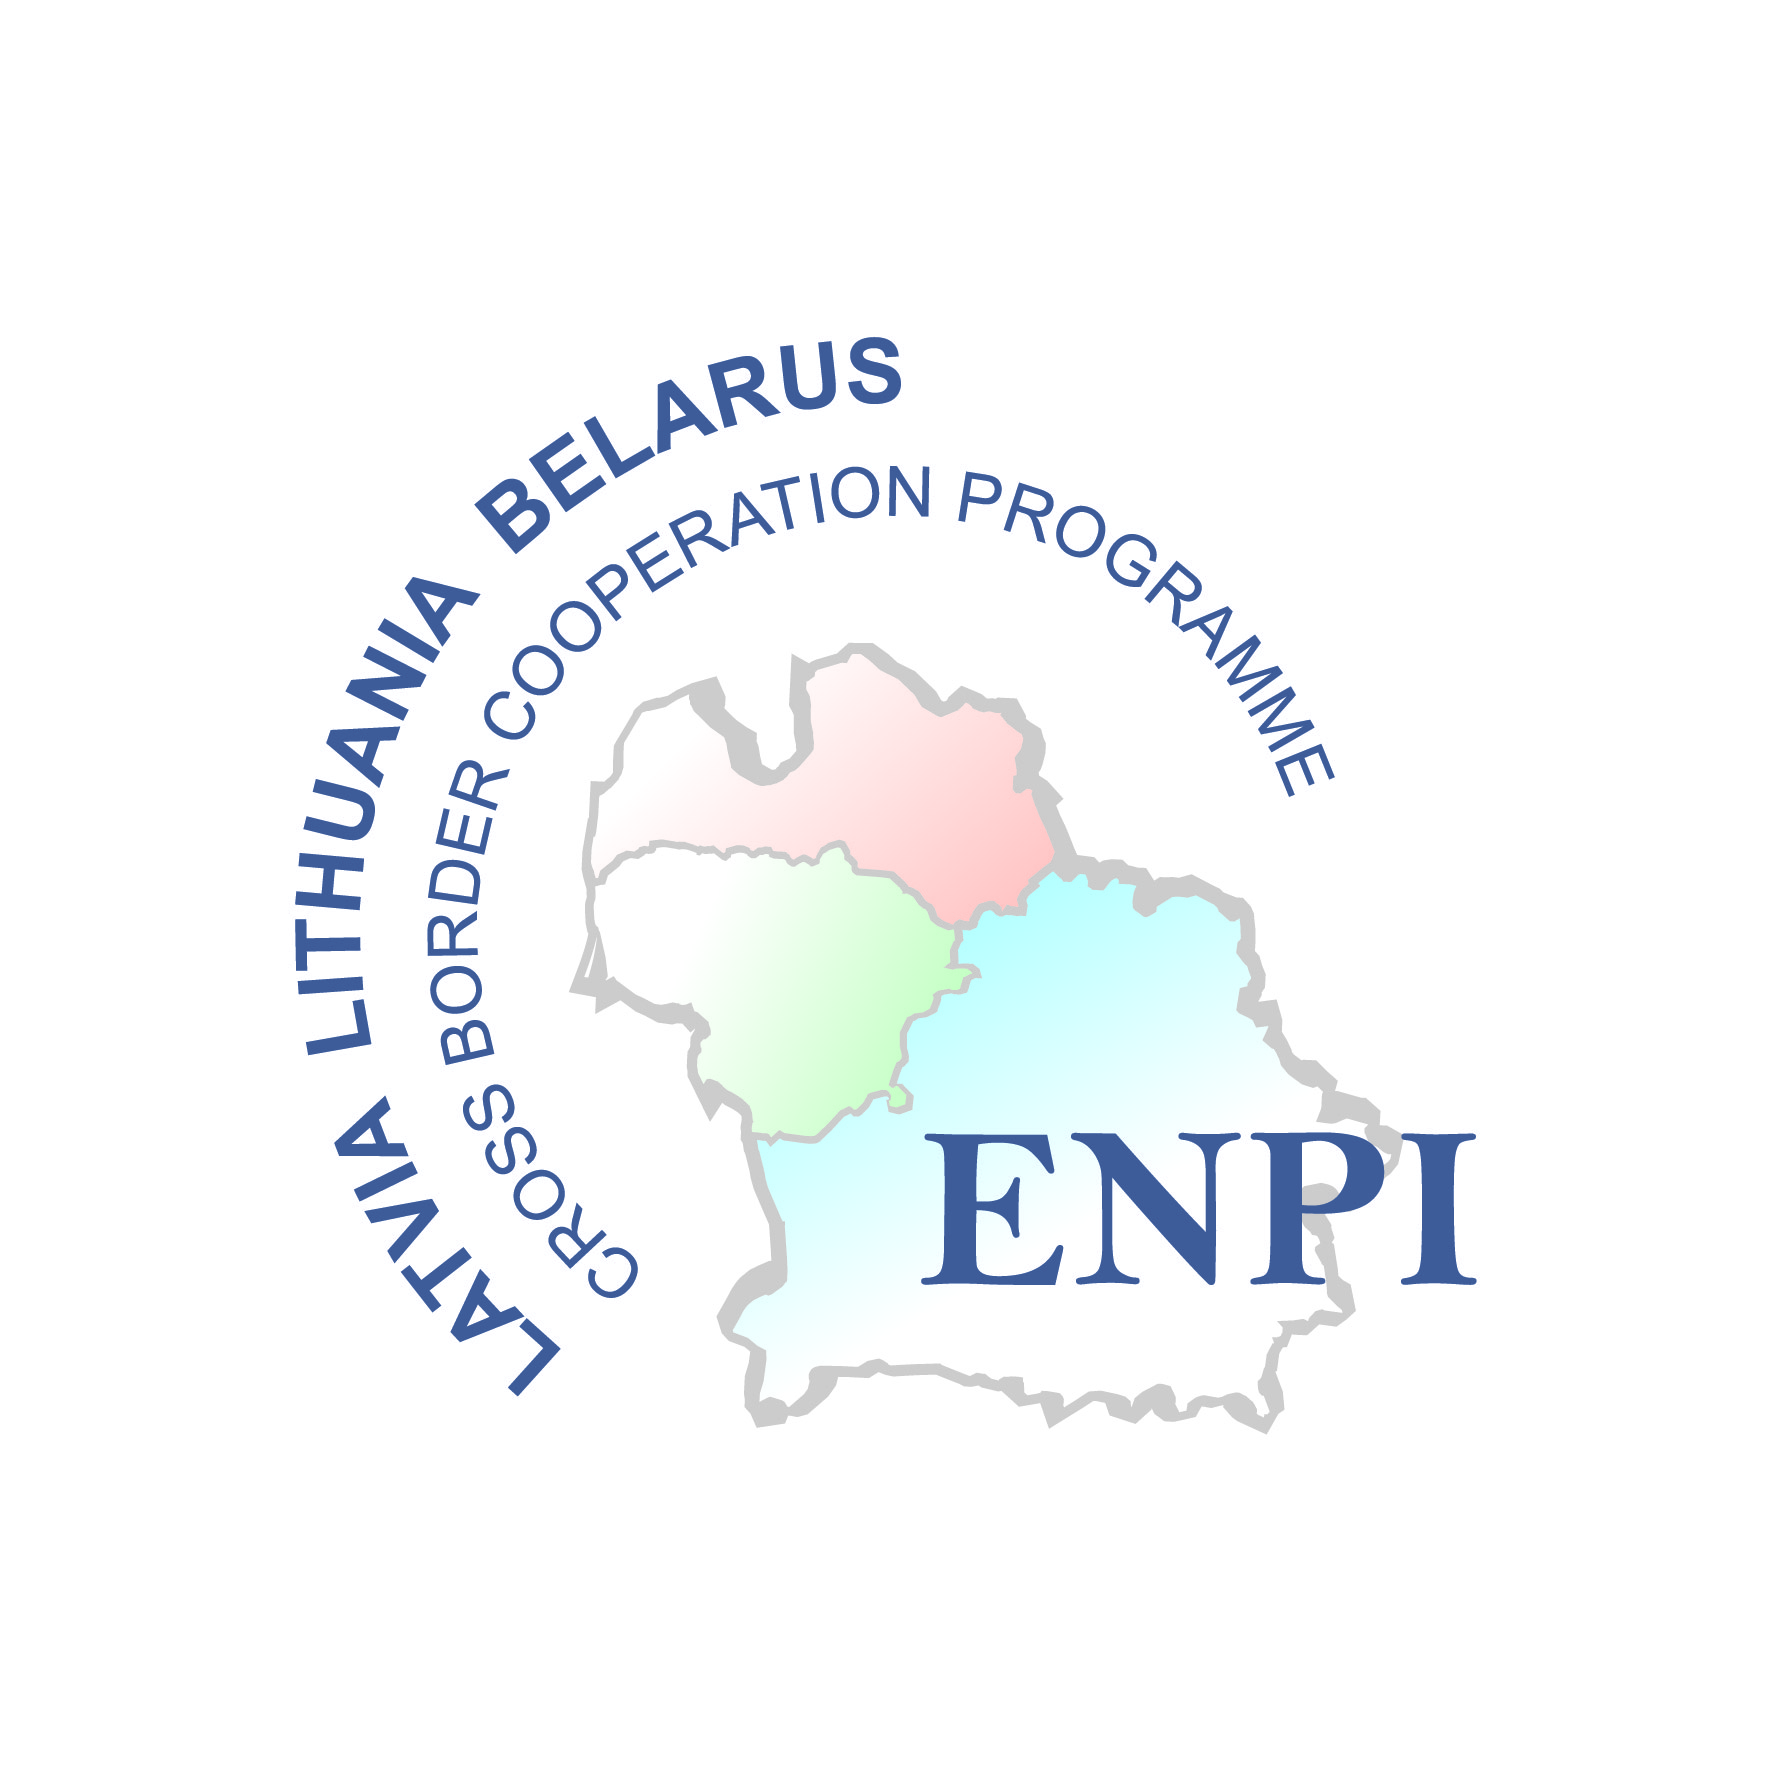 LATVIA LITHUANIA BELARUS
CROSS BORDER COOPERATION PROGRAMME
ENPI